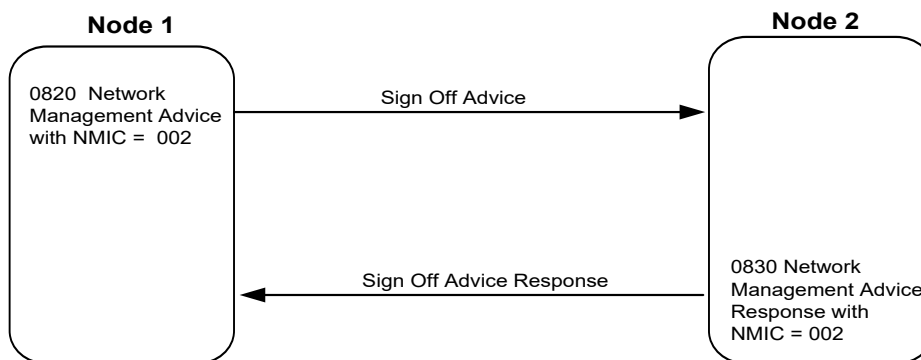 Node 1
Node 2
0820 Network
Management Advice
with NMIC = 002
Sign Off Advice
Sign Off Advice Response
0830 Network
Management Advice
Response with
NMIC = 002